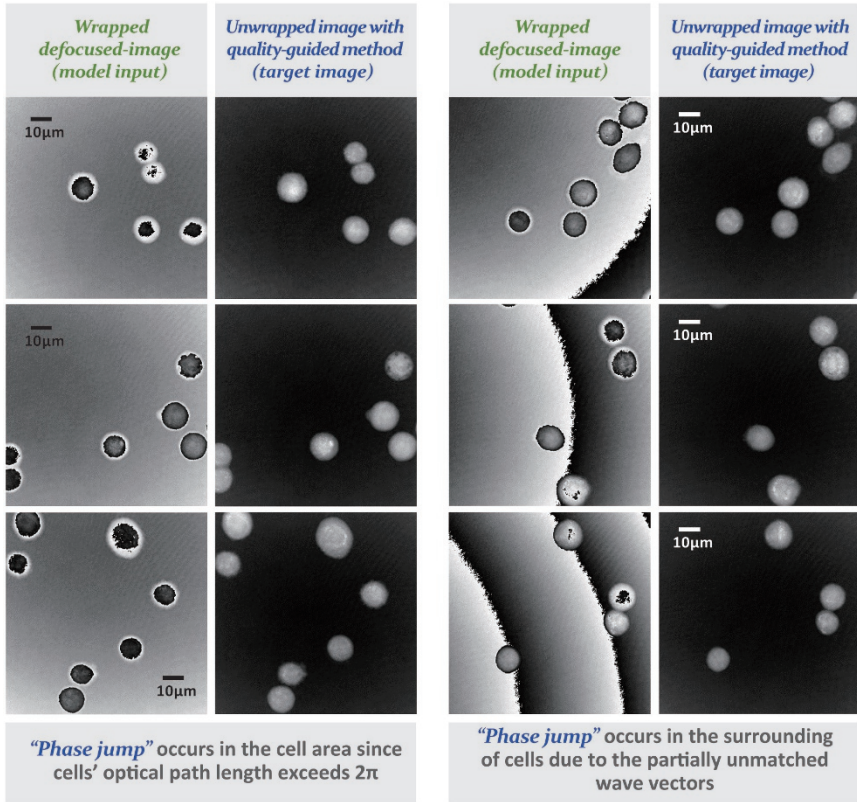 Wrapped
defocused-image
(model input)
Unwrapped image with
quality-guided method
(target image)
Wrapped
defocused-image
(model input)
Unwrapped image with
quality-guided method
(target image)
10μm
10μm
10μm
10μm
10μm
10μm
10μm
10μm
10μm
"Phase jump" occurs in the cell area since
cells' optical path length exceeds 2π
"Phase jump" occurs in the surrounding
of cells due to the partially unmatched
wave vectors